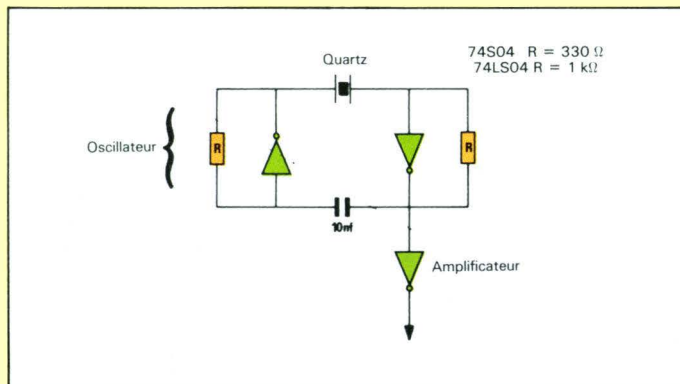 74S04 R = 330 Ω
74LS04 R = 1 kΩ
Quartz
Oscillateur
R
R
10nf
Amplificateur